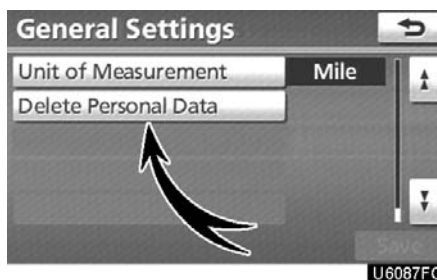 General Settings
Unit of Measurement Mile
Delete Personal Data
Save
U6087FC